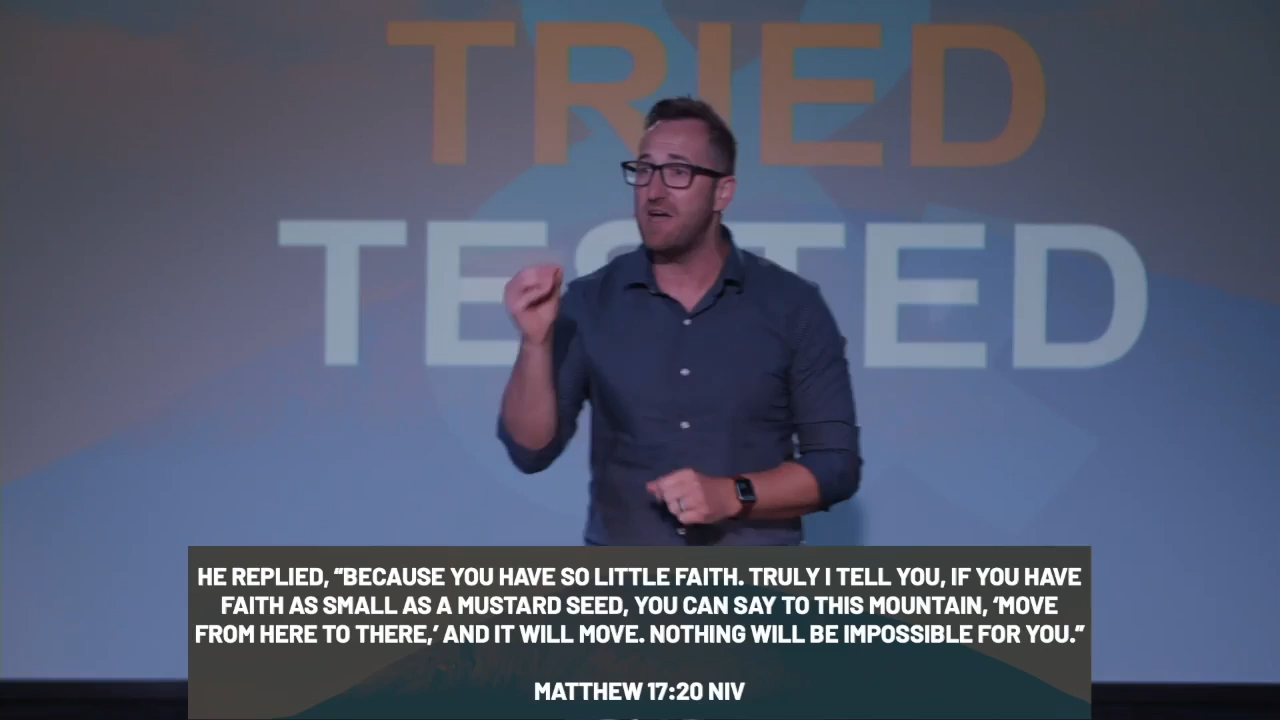 TRIED
TESTED
HE REPLIED, “BECAUSE YOU HAVE SO LITTLE FAITH. TRULY I TELL YOU, IF YOU HAVE
FAITH AS SMALL AS A MUSTARD SEED, YOU CAN SAY TO THIS MOUNTAIN, ‘MOVE
FROM HERE TO THERE,’ AND IT WILL MOVE. NOTHING WILL BE IMPOSSIBLE FOR YOU.”
MATTHEW 17:20 NIV